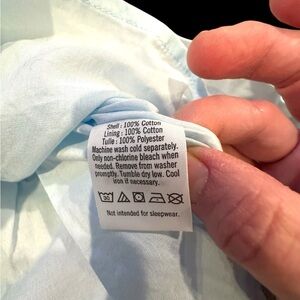 Shell : 100% Cotton
Lining : 100% Cotton
Tulle : 100% Polyester
Machine wash cold separately.
Only non-chlorine bleach when
needed. Remove from washer
promptly. Tumble dry low. Cool
iron if necessary.
Not intended for sleepwear.